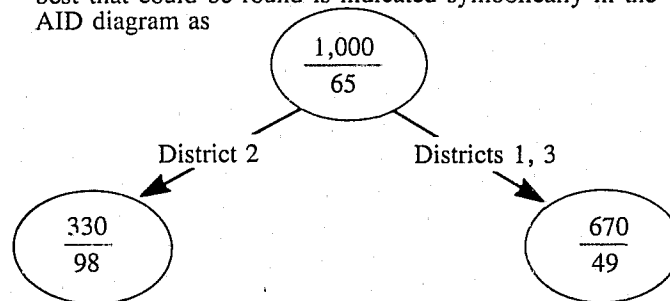 best that could be found is indicated symbolically in the
AID diagram as
1,000
65
District 2
Districts 1, 3
330
98
670
49